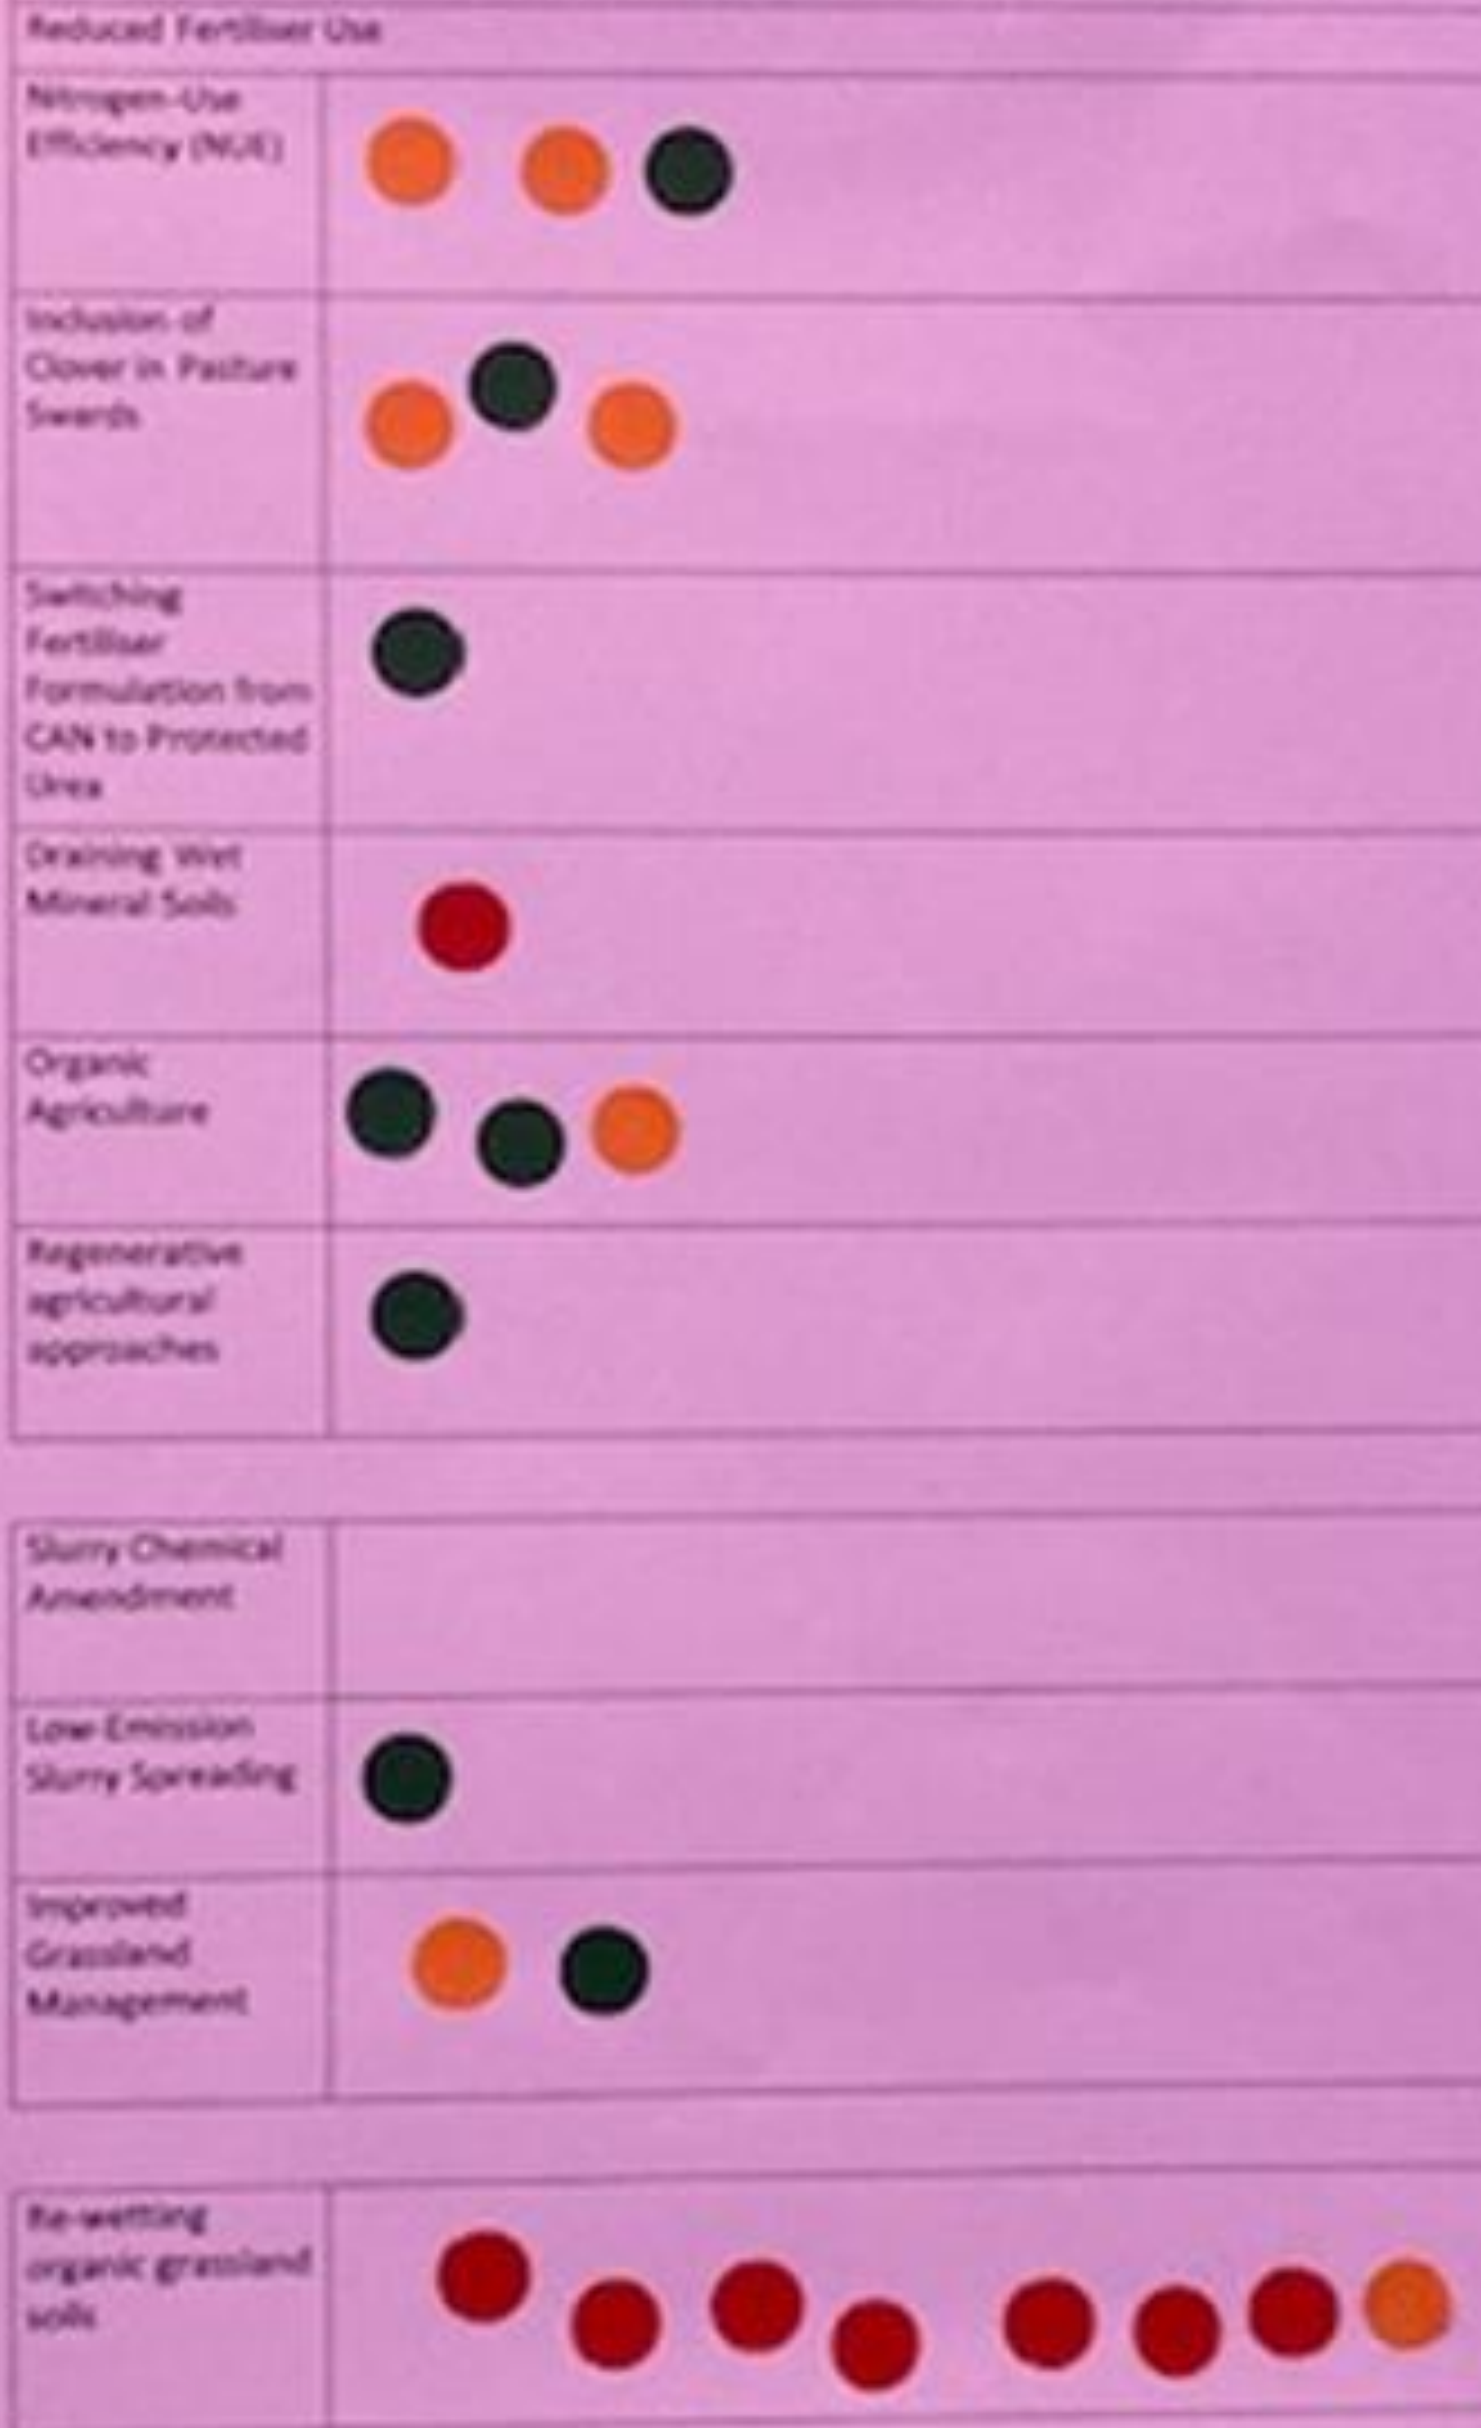 Reduced Fertiliser Use
Nitrogen-Use
Efficiency (NUE)
Inclusion of
Clover in Pasture
Swards
Switching
Fertiliser
Formulation from
CAN to Protected
Urea
Draining Wet
Mineral Soils
Organic
Agriculture
Regenerative
agricultural
approaches
Slurry Chemical
Amendment
Low-Emission
Slurry Spreading
Improved
Grassland
Management
Re-wetting
organic grassland
soils